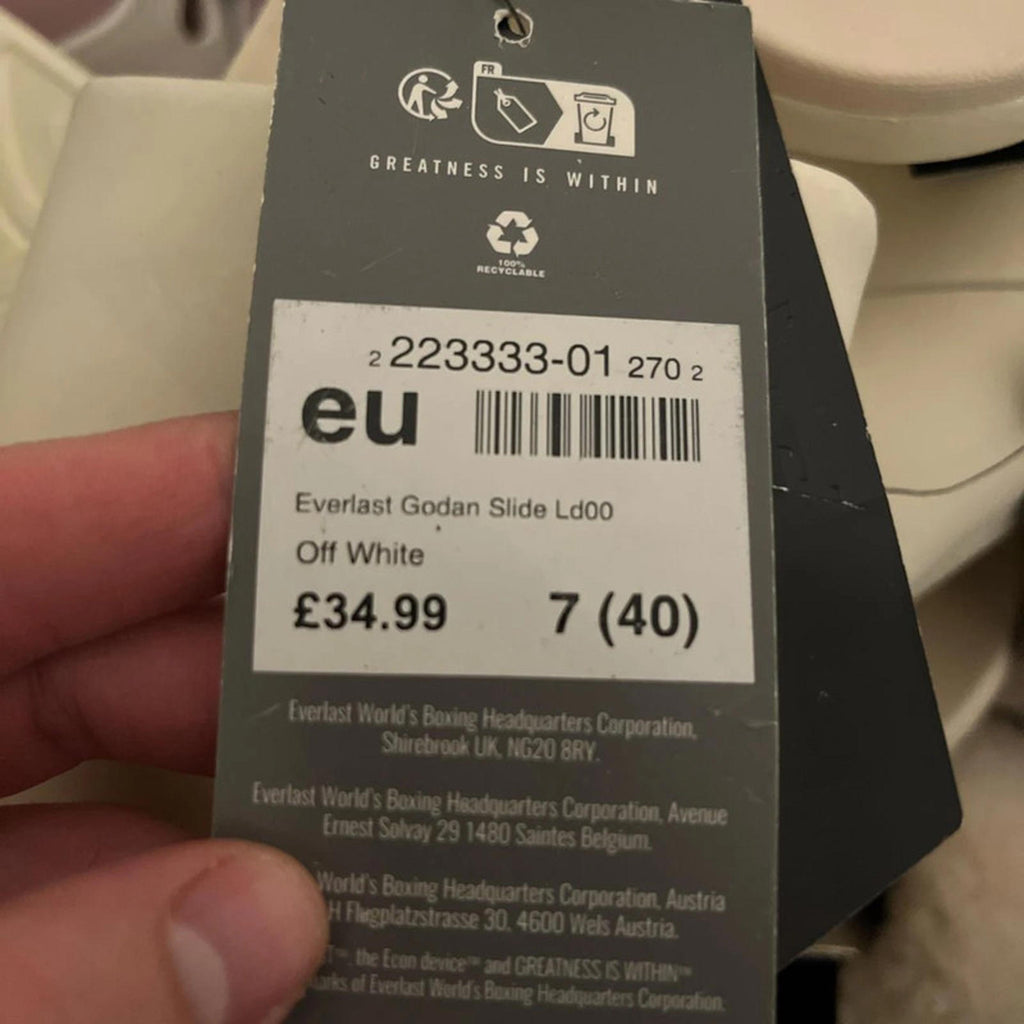 FR
GREATNESS IS WITHIN
100%
RECYCLABLE
2 223333-01 270 2
eu
Everlast Godan Slide Ld00
Off White
£34.99 7 (40)
Everlast World's Boxing Headquarters Corporation,
Shirebrook UK, NG20 8RY.
Everlast World's Boxing Headquarters Corporation, Avenue
Ernest Solvay 29 1480 Saintes Belgium.
World's Boxing Headquarters Corporation, Austria
H Flugplatzstrasse 30, 4600 Wels Austria.
the Econ device™ and GREATNESS IS WITHIN™
of Everlast World's Boxing Headquarters Corporation.